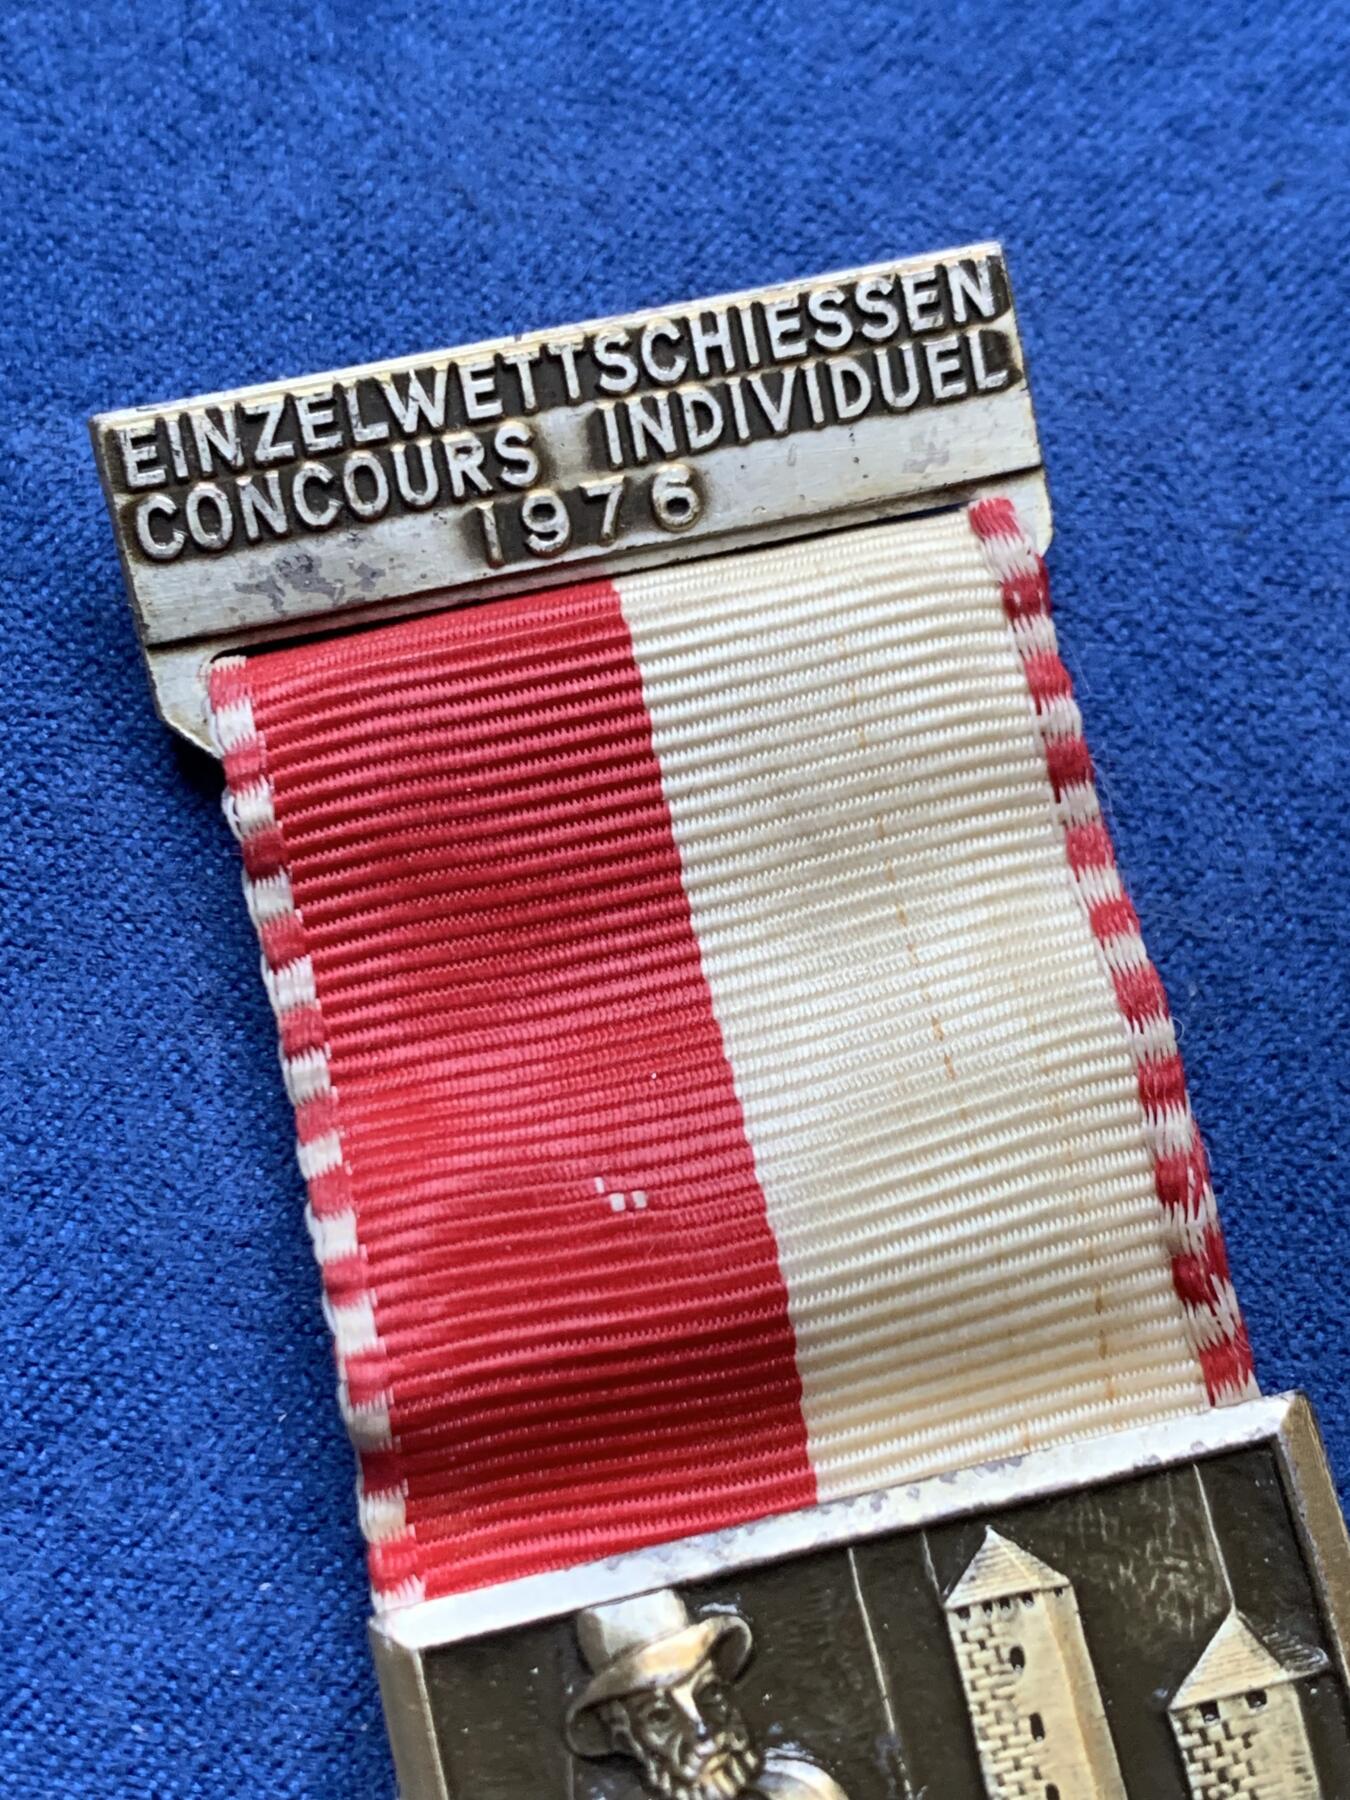 EINZELWETTSCHIESSEN
CONCOURS INDIVIDUEL
1976